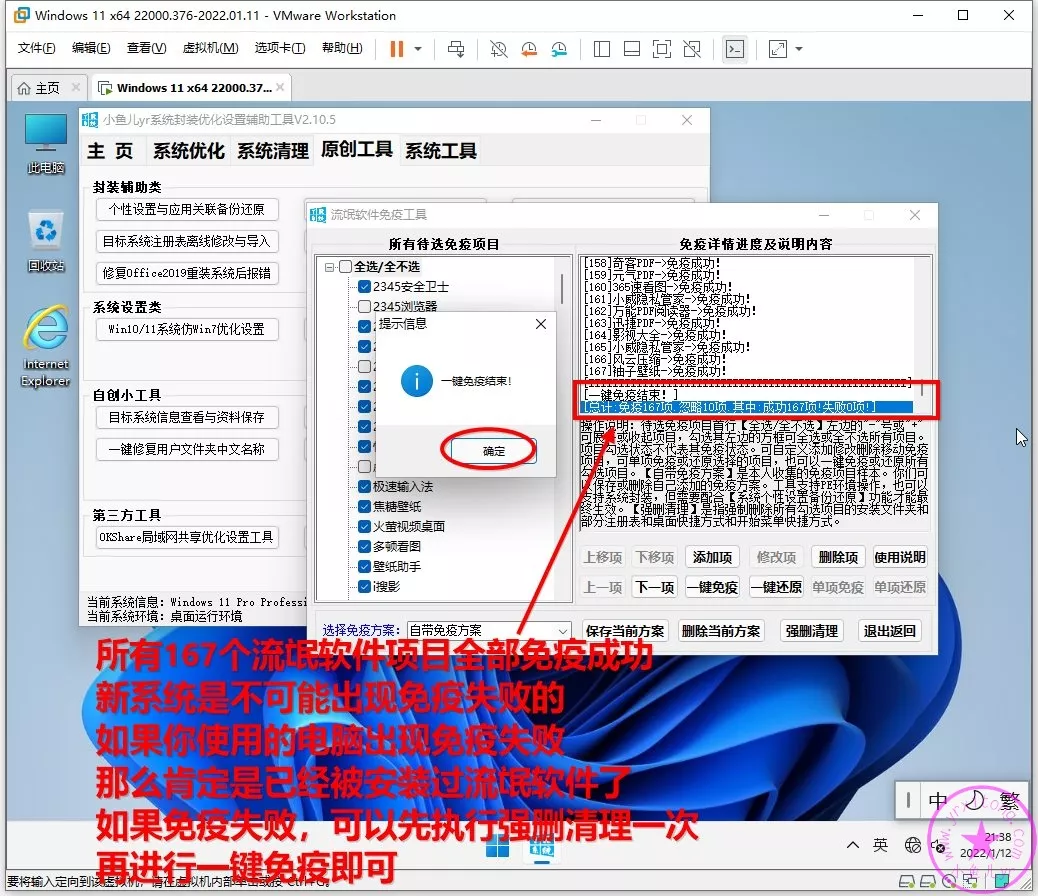 Windows 11 x64 22000.376-2022.01.11 - VMware Workstation
文件(F) 编辑(E) 查看(V) 虚拟机(M) 选项卡(T) 帮助(H)
主页 Windows 11 x64 22000.37...
此电脑
回收站
Internet Explorer
小鱼儿yr系统封装优化设置辅助工具V2.10.5
主 页 系统优化 系统清理 原创工具 系统工具
封装辅助类
个性设置与应用关联备份还原
目标系统注册表离线修改与导入
修复Office2019重装系统后报错
系统设置类
Win10/11系统仿Win7优化设置
自创小工具
目标系统信息查看与资料保存
一键修复用户文件夹中文名称
第三方工具
OKShare局域网共享优化设置工具
当前系统信息: Windows 11 Pro Professi
当前系统环境: 桌面运行环境
流氓软件免疫工具
所有待选免疫项目
全选/全不选
2345安全卫士
2345浏览器
极速输入法
焦糖壁纸
火萤视频桌面
多顿看图
壁纸助手
i搜影
选择免疫方案: 自带免疫方案
提示信息
一键免疫结束!
确定
免疫详情进度及说明内容
[158]奇客PDF->免疫成功!
[159]元气PDF->免疫成功!
[160]365速看图->免疫成功!
[161]小威隐私管家->免疫成功!
[162]万能PDF阅读器->免疫成功!
[163]迅捷PDF->免疫成功!
[164]影视大全->免疫成功!
[165]小威隐私管家->免疫成功!
[166]风云压缩->免疫成功!
[167]柚子壁纸->免疫成功!
[一键免疫结束! ]
[总计:免疫167项.忽略10项.其中:成功167项!失败0项!]
操作说明: 待选免疫项目首行【全选/全不选】左边的"-"号或"+"
可展开或收起项目，勾选其左边的方框可全选或全不选所有项目。
项目勾选状态不代表其免疫状态。可自定义添加修改删除移动免疫
项目，可单项免疫或还原选择的项目，也可以一键免疫或还原所有
勾选项目。【自带免疫方案】是本人收集的免疫项目样本。你们可
以保存或删除自己添加的免疫方案。工具支持PE环境操作，也可以
支持系统封装，但需要配合【系统个性设置备份还原】功能才能最
终生效。【强删清理】是指强制删除所有勾选项目的安装文件夹和
部分注册表和桌面快捷方式和开始菜单快捷方式。
上移项 下移项 添加项 修改项 删除项 使用说明
上一项 下一项 一键免疫 一键还原 单项免疫 单项还原
保存当前方案 删除当前方案 强删清理 退出返回
所有167个流氓软件项目全部免疫成功
新系统是不可能出现免疫失败的
如果你使用的电脑出现免疫失败
那么肯定是已经被安装过流氓软件了
如果免疫失败，可以先执行强删清理一次
再进行一键免疫即可
中 繁
英
21:38
2022/1/12
要将输入定向到该虚拟机，请在虚拟机内部单击或按 Ctrl+G。